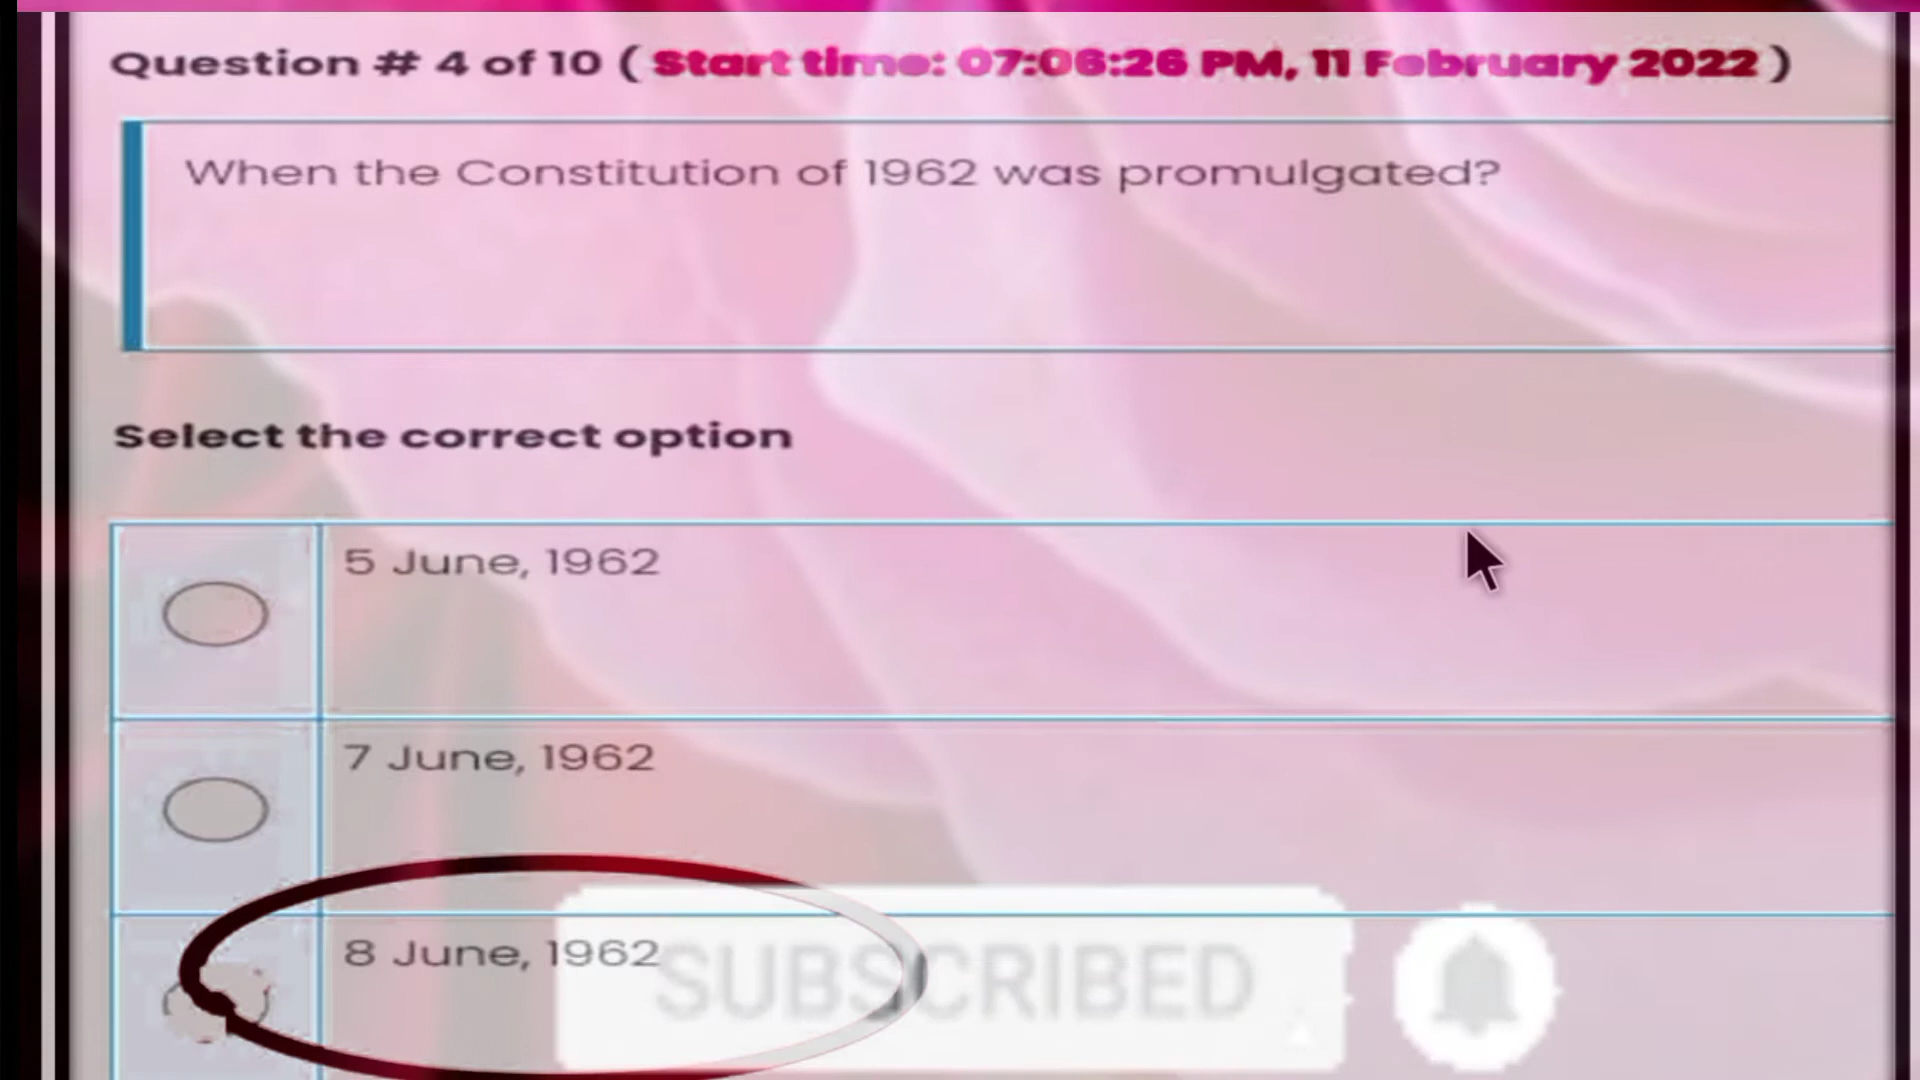 Question # 4 of 10 ( Start time: 07:06:26 PM, 11 February 2022 )
When the Constitution of 1962 was promulgated?
Select the correct option
5 June, 1962
7 June, 1962
8 June, 1962
SUBSCRIBED